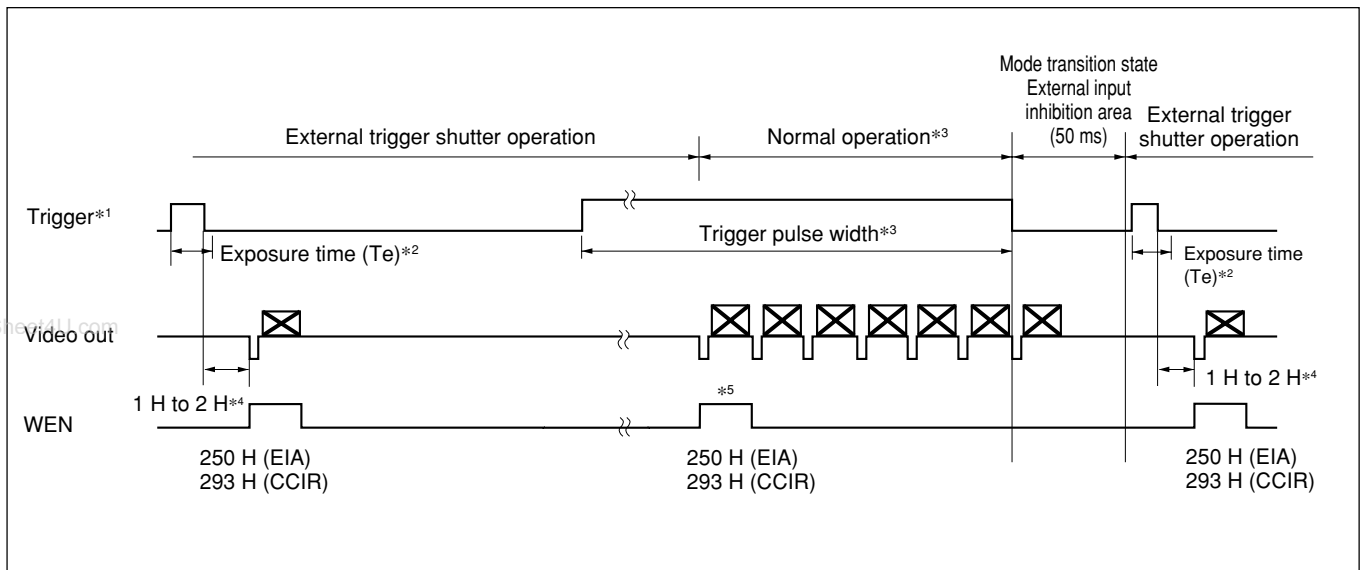 Mode transition state
External input
inhibition area
(50 ms)
External trigger shutter operation
Normal operation*3
External trigger
shutter operation
Trigger*1
Trigger pulse width*3
Exposure time (Te)*2
Exposure time
(Te)*2
heet4U.com
Video out
1 H to 2 H*4
1 H to 2 H*4
*5
WEN
250 H (EIA)
293 H (CCIR)
250 H (EIA)
293 H (CCIR)
250 H (EIA)
293 H (CCIR)